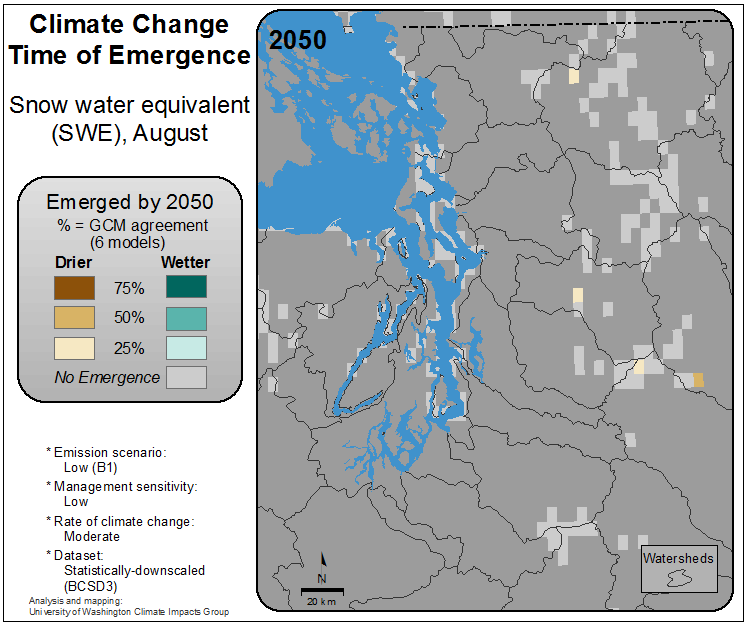 Climate Change
Time of Emergence
Snow water equivalent
(SWE), August
Emerged by 2050
% = GCM agreement
(6 models)
Drier
Wetter
75%
50%
25%
No Emergence
* Emission scenario:
Low (B1)
* Management sensitivity:
Low
* Rate of climate change:
Moderate
* Dataset:
Statistically-downscaled
(BCSD3)
Analysis and mapping:
University of Washington Climate Impacts Group
2050
N
20 km
Watersheds